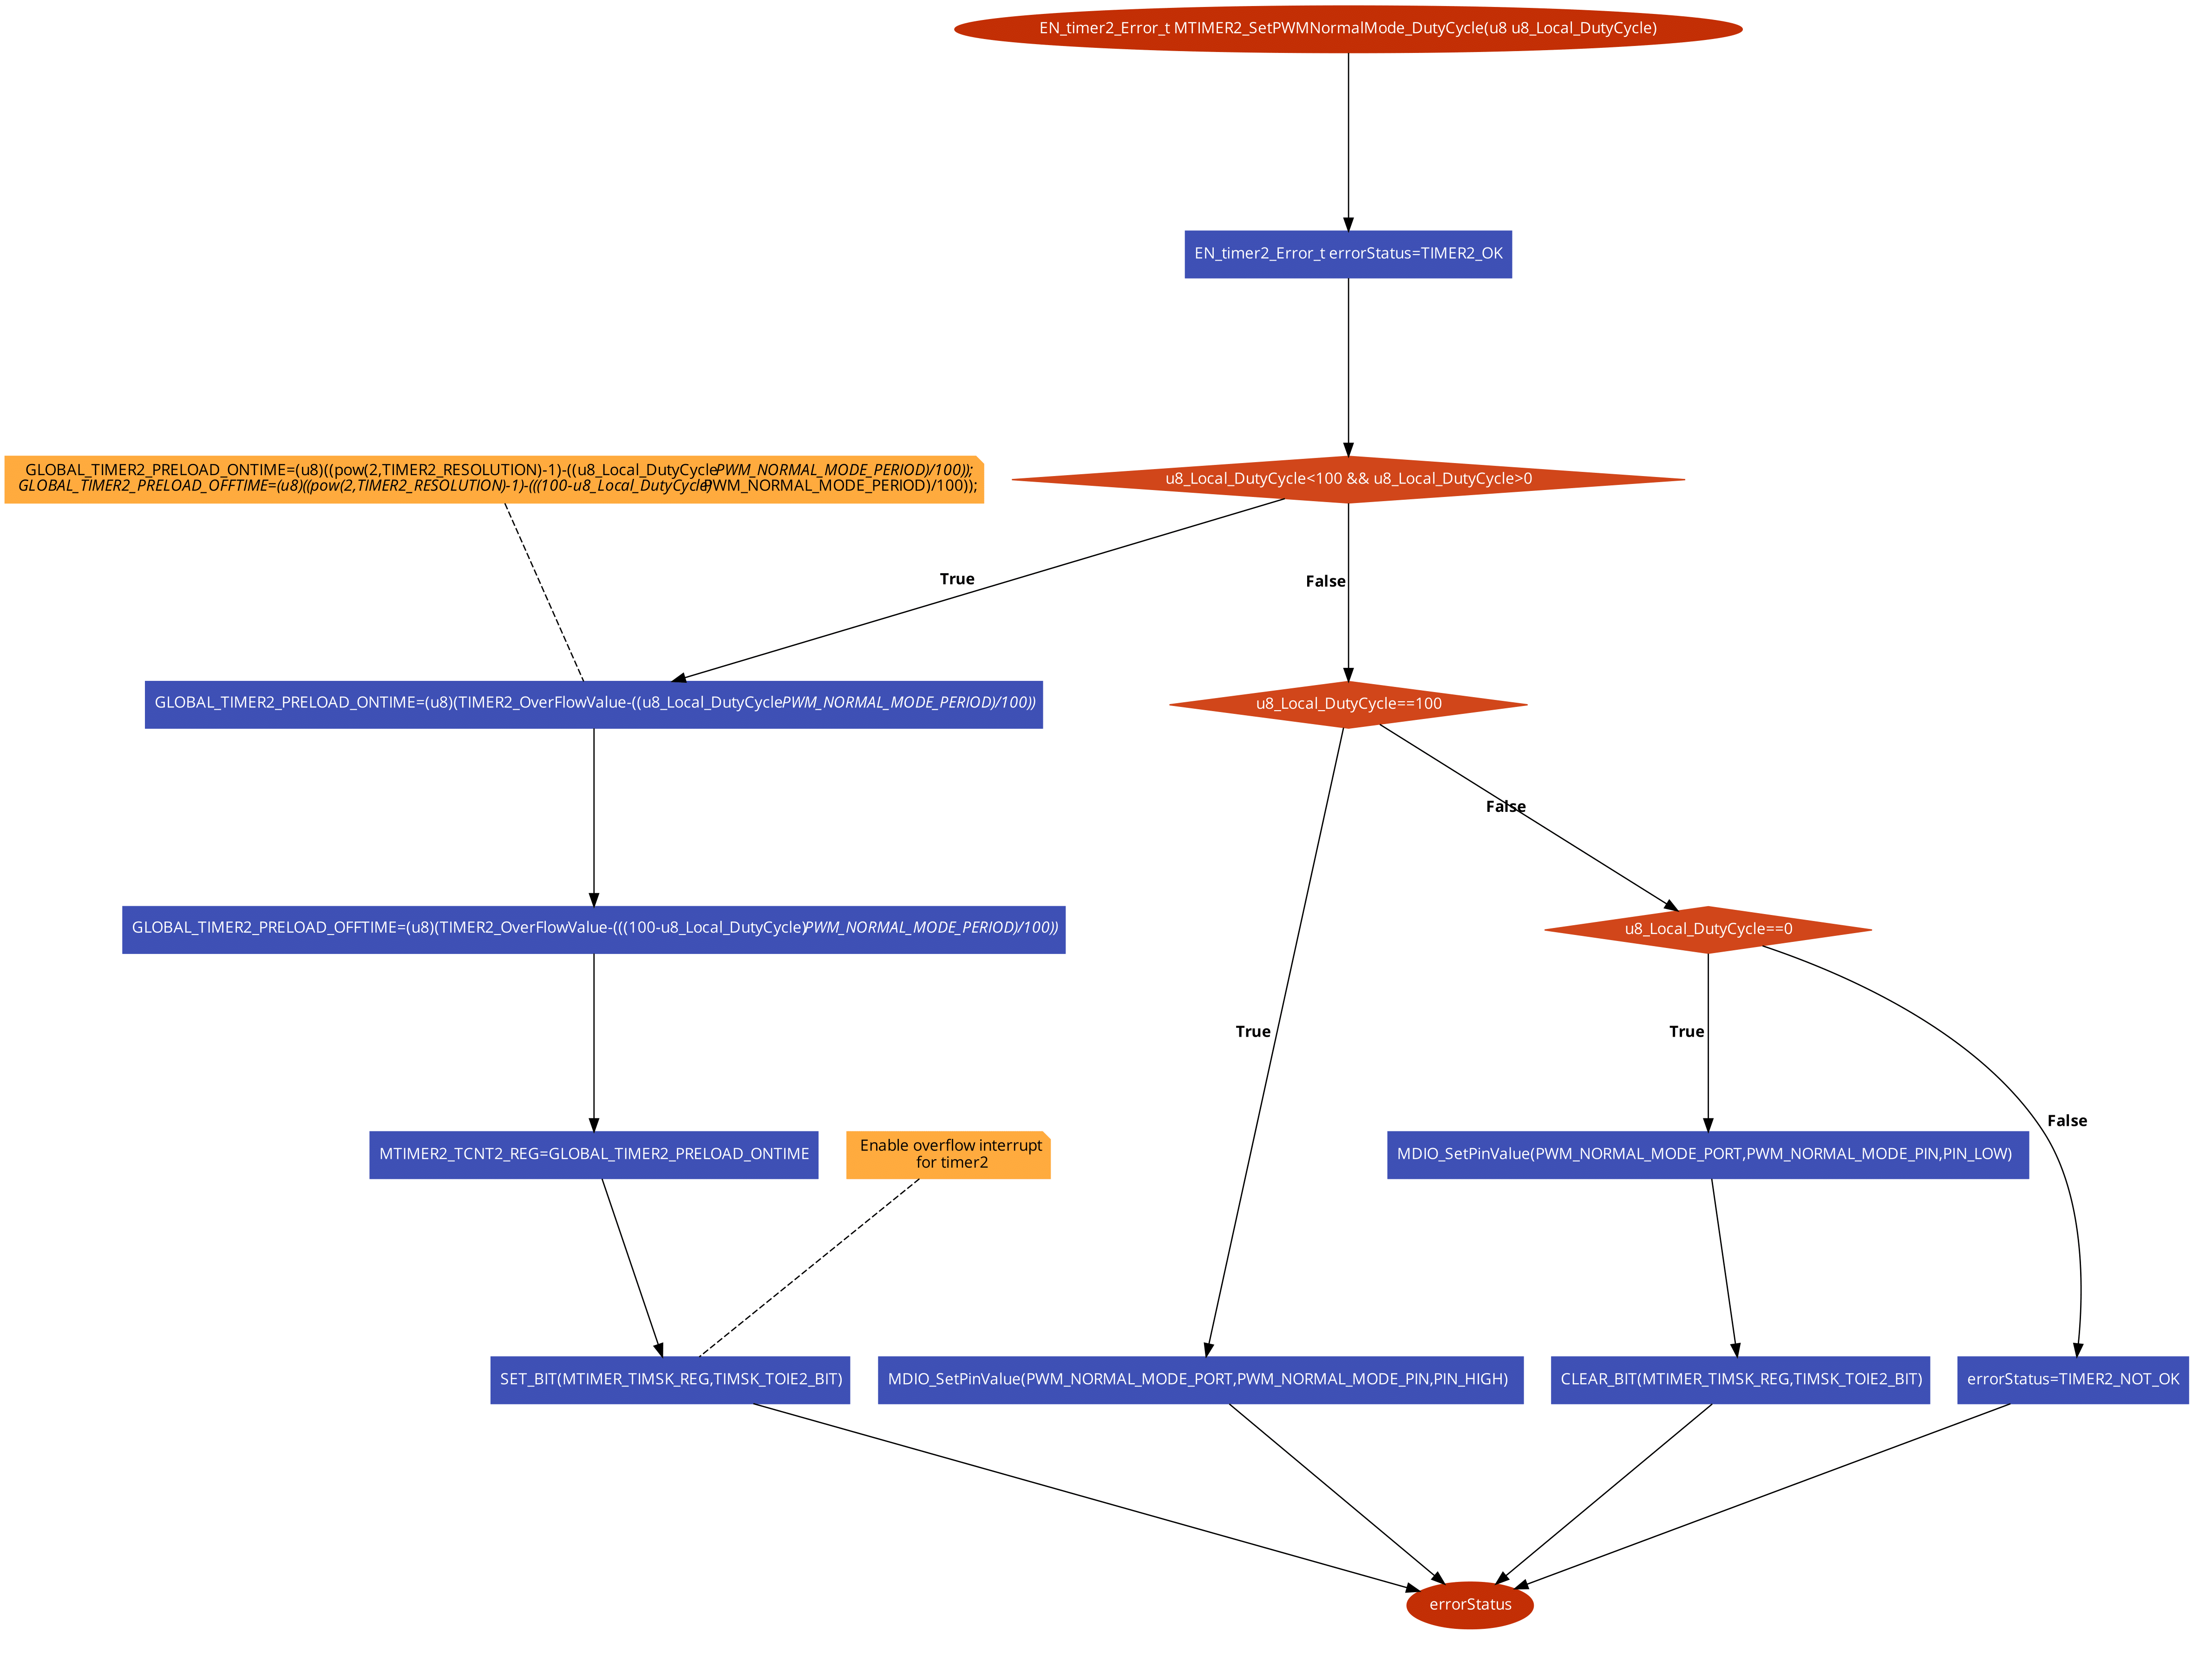 EN_timer2_Error_t MTIMER2_SetPWMNormalMode_DutyCycle(u8 u8_Local_DutyCycle)
EN_timer2_Error_t errorStatus=TIMER2_OK
GLOBAL_TIMER2_PRELOAD_ONTIME=(u8)((pow(2,TIMER2_RESOLUTION)-1)-((u8_Local_DutyCyclePWM_NORMAL_MODE_PERIOD)/100));
GLOBAL_TIMER2_PRELOAD_OFFTIME=(u8)((pow(2,TIMER2_RESOLUTION)-1)-(((100-u8_Local_DutyCycle)PWM_NORMAL_MODE_PERIOD)/100));
u8_Local_DutyCycle<100 && u8_Local_DutyCycle>0
True
False
GLOBAL_TIMER2_PRELOAD_ONTIME=(u8)(TIMER2_OverFlowValue-((u8_Local_DutyCyclePWM_NORMAL_MODE_PERIOD)/100))
u8_Local_DutyCycle==100
False
GLOBAL_TIMER2_PRELOAD_OFFTIME=(u8)(TIMER2_OverFlowValue-(((100-u8_Local_DutyCycle)PWM_NORMAL_MODE_PERIOD)/100))
u8_Local_DutyCycle==0
True
True
False
MTIMER2_TCNT2_REG=GLOBAL_TIMER2_PRELOAD_ONTIME
Enable overflow interrupt
for timer2
MDIO_SetPinValue(PWM_NORMAL_MODE_PORT,PWM_NORMAL_MODE_PIN,PIN_LOW)
SET_BIT(MTIMER_TIMSK_REG,TIMSK_TOIE2_BIT)
MDIO_SetPinValue(PWM_NORMAL_MODE_PORT,PWM_NORMAL_MODE_PIN,PIN_HIGH)
CLEAR_BIT(MTIMER_TIMSK_REG,TIMSK_TOIE2_BIT)
errorStatus=TIMER2_NOT_OK
errorStatus